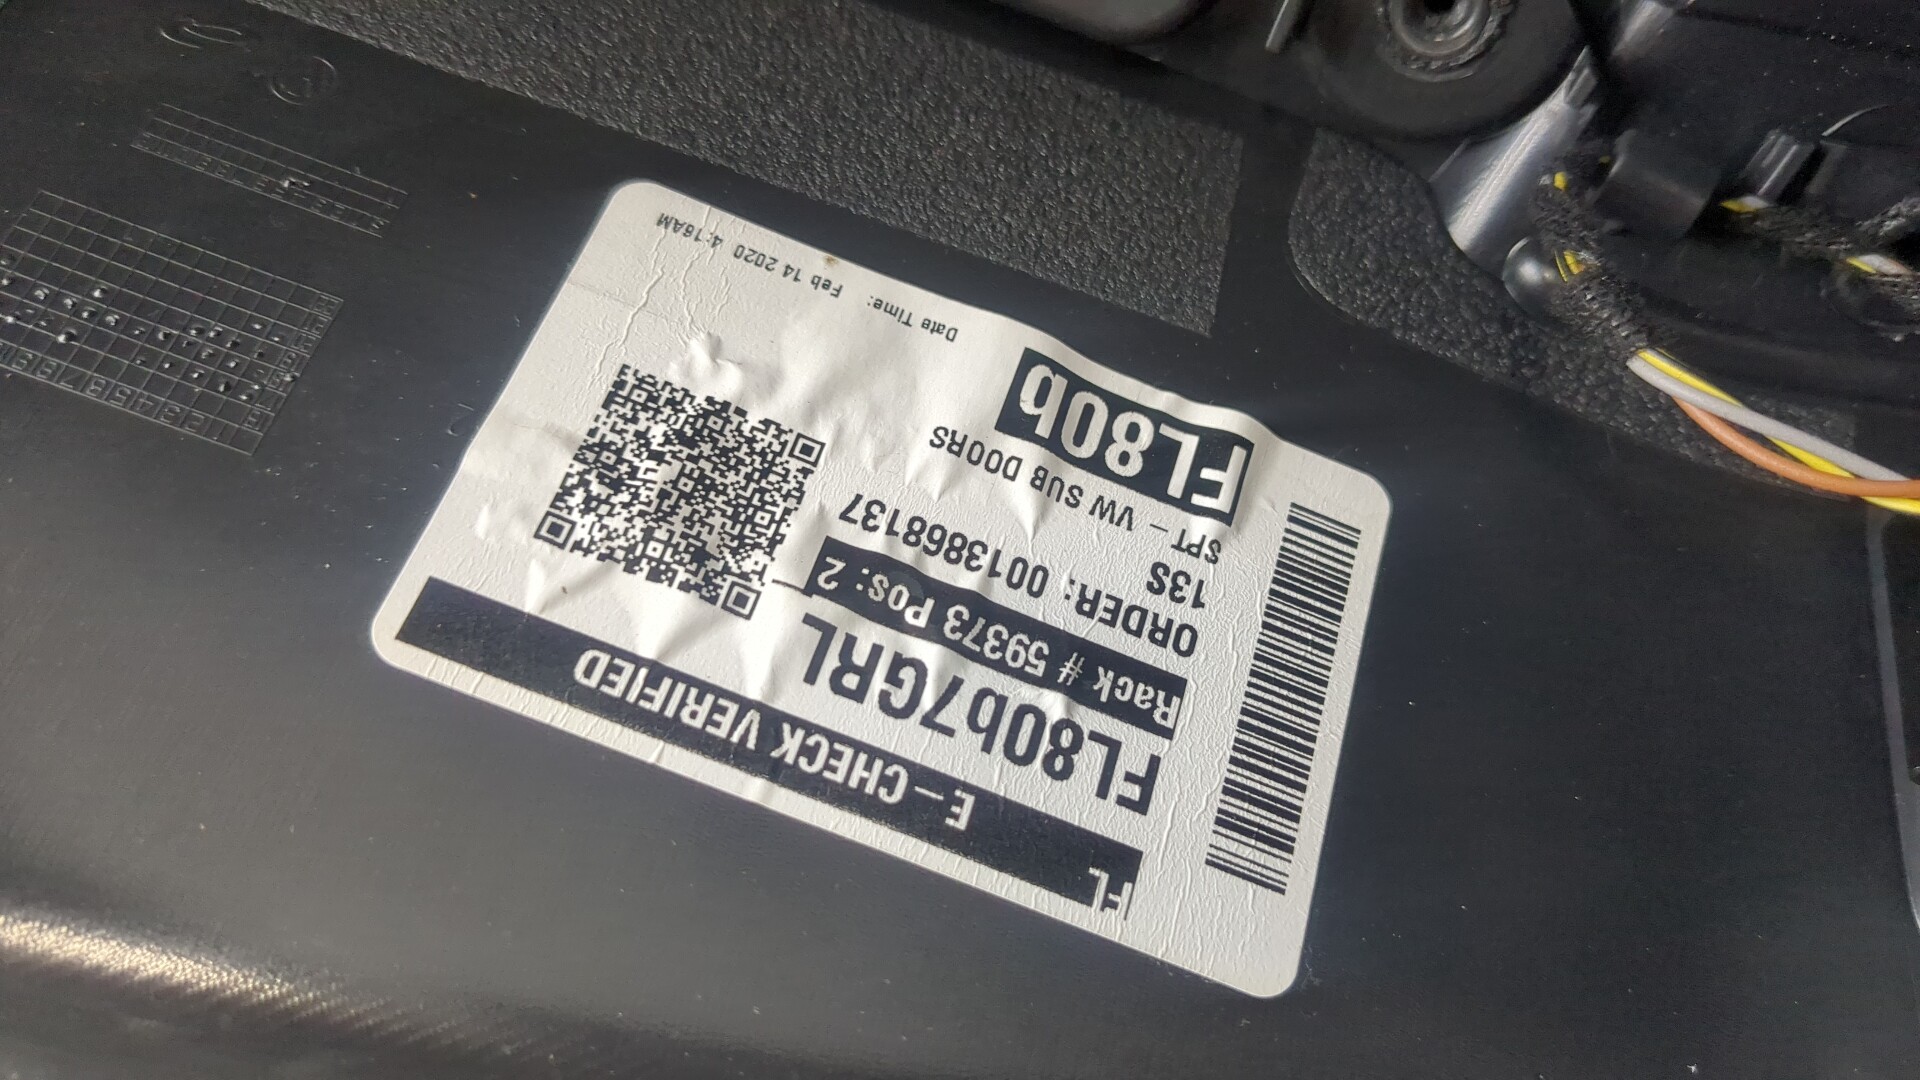 FL
E-CHECK VERIFIED
FL80b7GRL
Rack # 59373 Pos: 2
ORDER: 0013868137
13S
SPT - VW SUB DOORS
FL80b
Date Time: Feb 14 2020 4:16AM